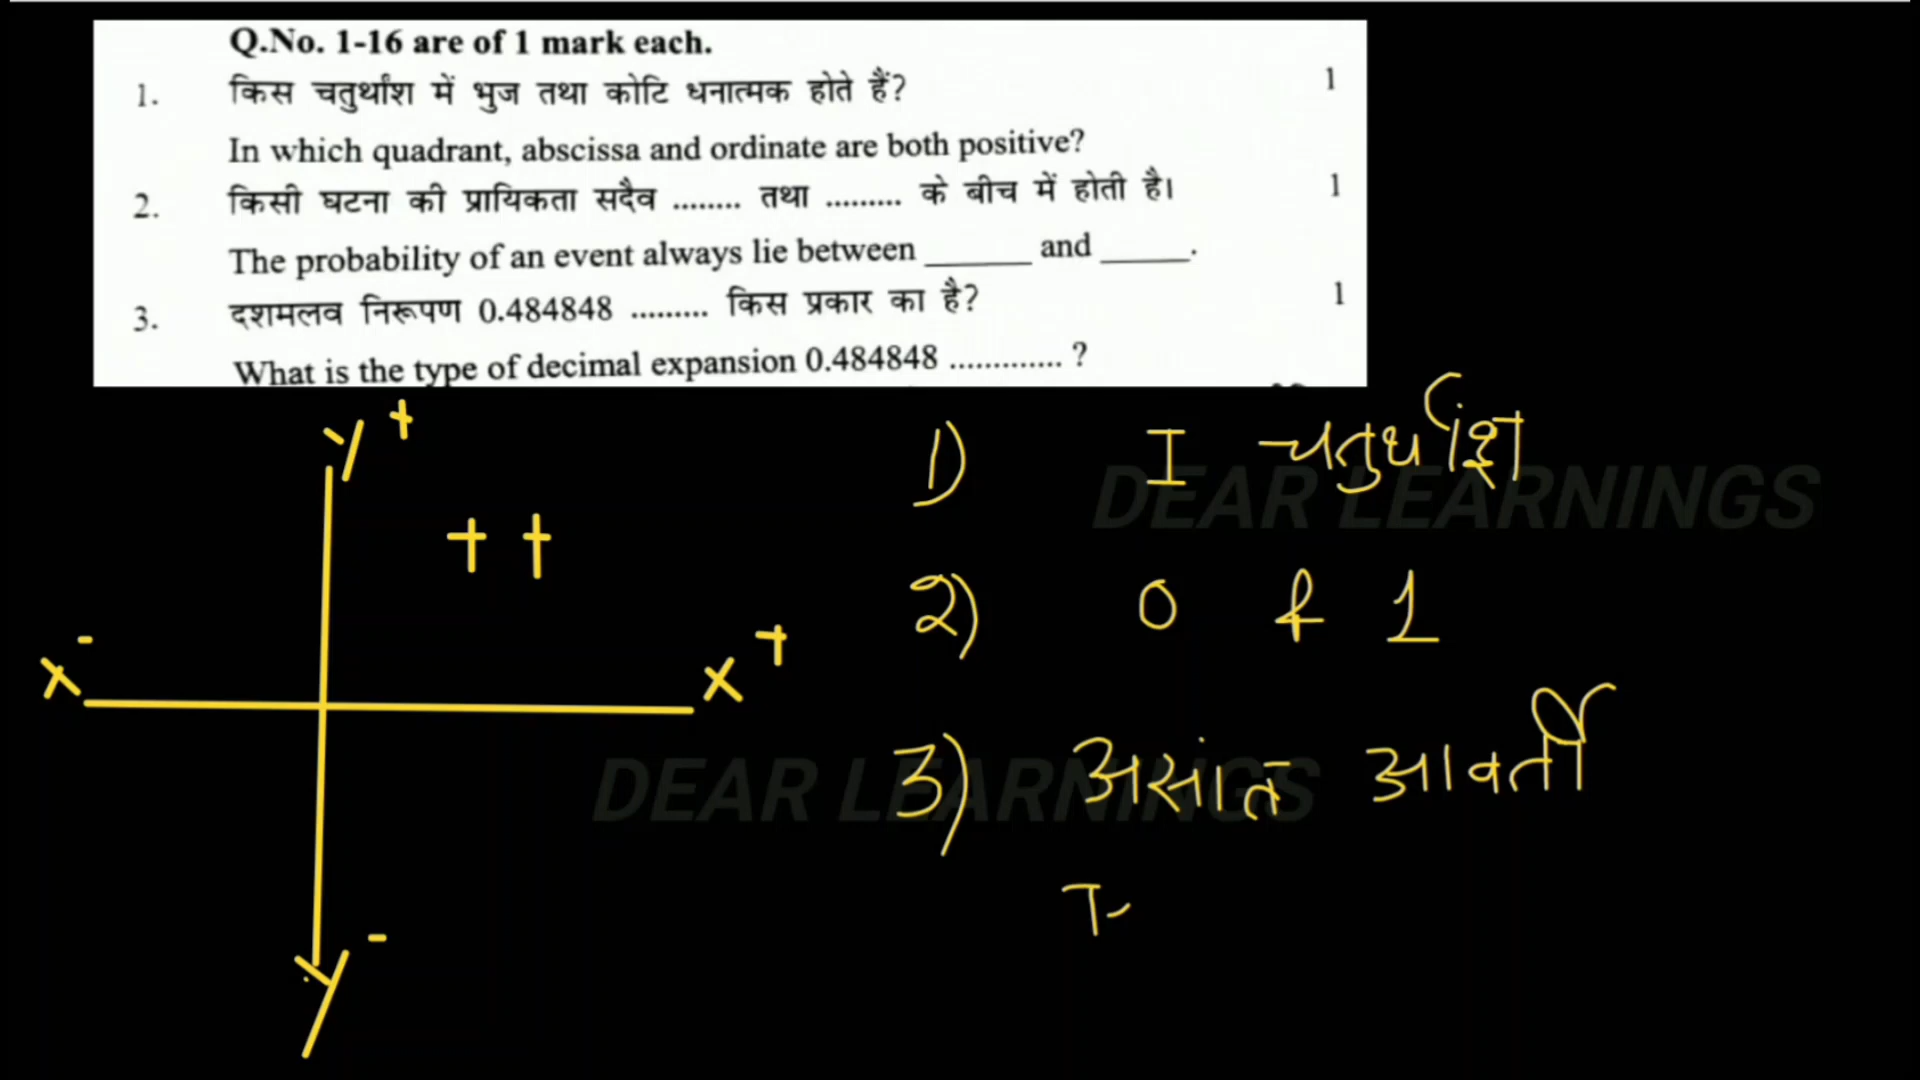 Q.No. 1-16 are of 1 mark each.
1. किस चतुर्थांश में भुज तथा कोटि धनात्मक होते हैं? 1
In which quadrant, abscissa and ordinate are both positive?
2. किसी घटना की प्रायिकता सदैव ........ तथा ......... के बीच में होती है। 1
The probability of an event always lie between ______ and _____.
3. दशमलव निरूपण 0.484848 ......... किस प्रकार का है? 1
What is the type of decimal expansion 0.484848 ............. ?
y +
+ +
x -
x +
y -
1) I चतुर्थांश
DEAR LEARNINGS
2) 0 & 1
3) असांत आवर्ती
DEAR LEARNINGS